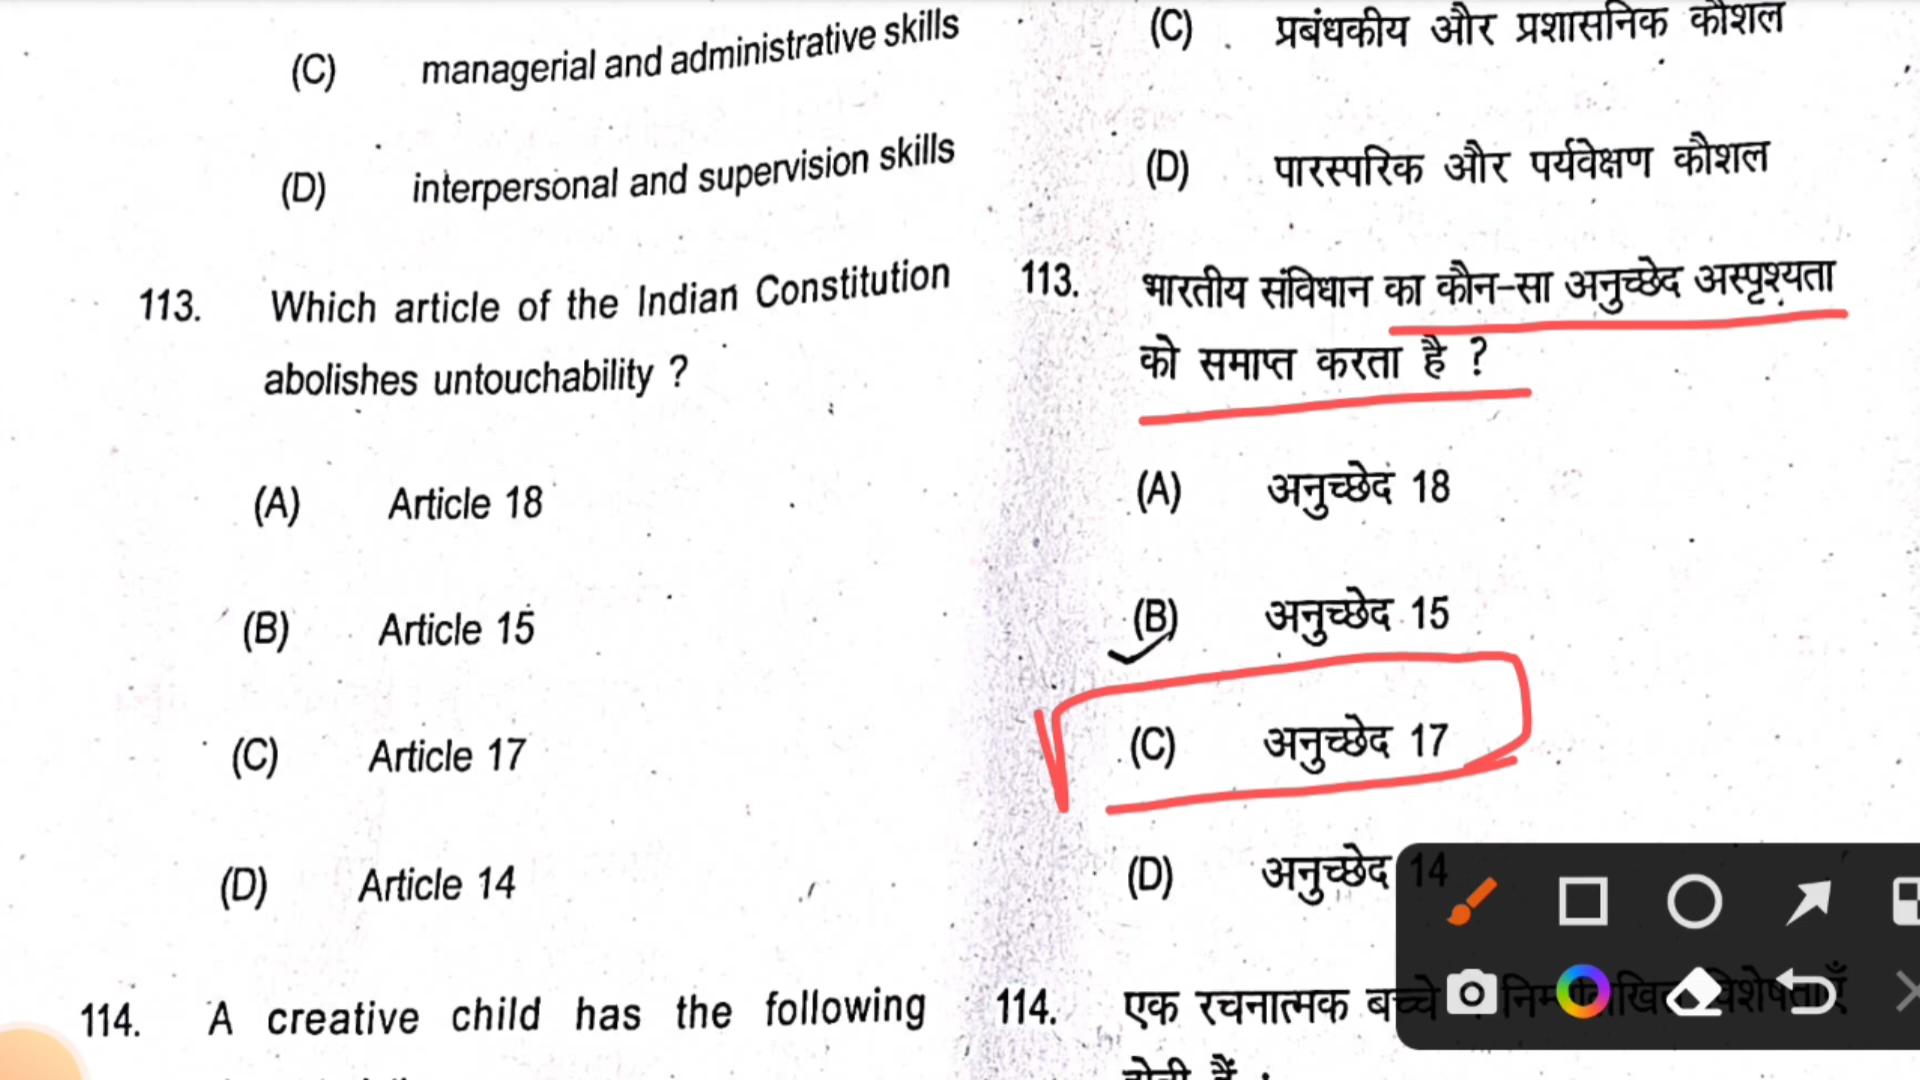 (C) managerial and administrative skills
(D) interpersonal and supervision skills
113. Which article of the Indian Constitution
abolishes untouchability ?
(A) Article 18
(B) Article 15
(C) Article 17
(D) Article 14
114. A creative child has the following
(C) प्रबंधकीय और प्रशासनिक कौशल
(D) पारस्परिक और पर्यवेक्षण कौशल
113. भारतीय संविधान का कौन-सा अनुच्छेद अस्पृश्यता
को समाप्त करता है ?
(A) अनुच्छेद 18
(B) अनुच्छेद 15
(C) अनुच्छेद 17
(D) अनुच्छेद 14
114. एक रचनात्मक बच्चे निम्नलिखित विशेषताएँ
होती हैं :